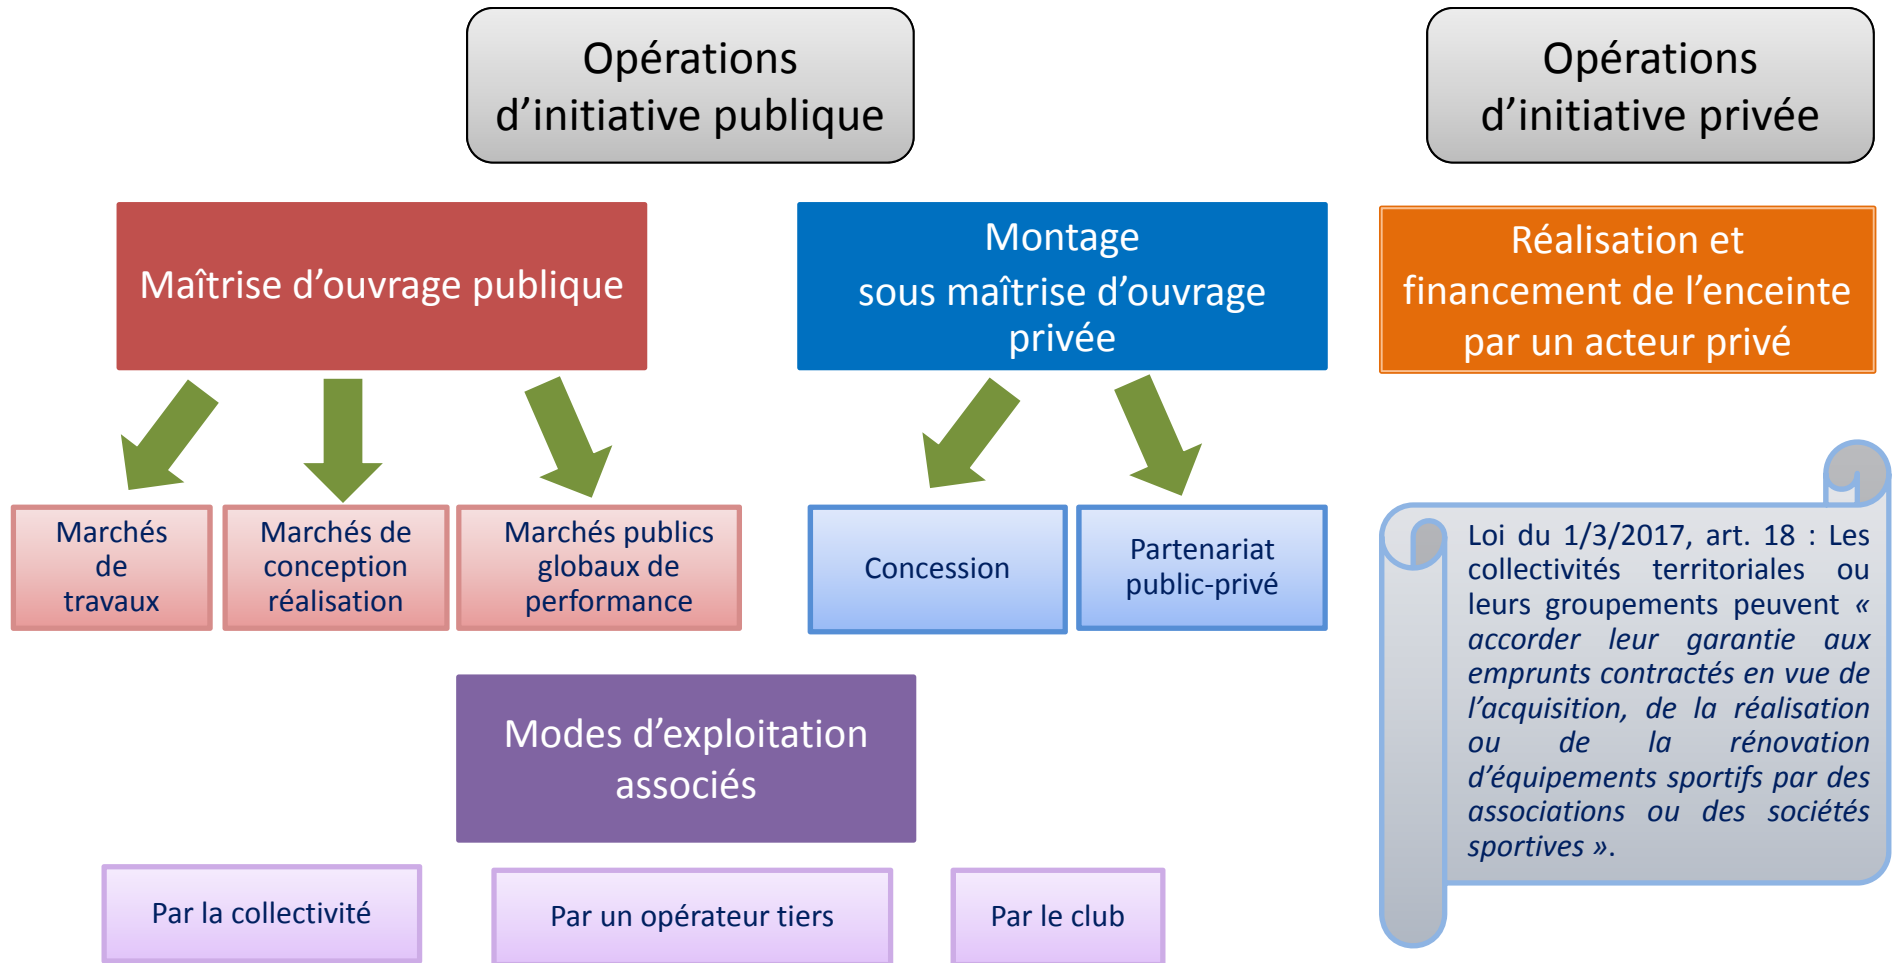 Opérations
d'initiative publique
Opérations
d'initiative privée
Maîtrise d'ouvrage publique
Montage
sous maîtrise d'ouvrage
privée
Réalisation et
financement de l'enceinte
par un acteur privé
Marchés
de
travaux
Marchés de
conception
réalisation
Marchés publics
globaux de
performance
Concession
Partenariat
public-privé
Loi du 1/3/2017, art. 18 : Les
collectivités territoriales ou
leurs groupements peuvent «
accorder leur garantie aux
emprunts contractés en vue de
l'acquisition, de la réalisation
ou de la rénovation
d'équipements sportifs par des
associations ou des sociétés
sportives ».
Modes d'exploitation
associés
Par la collectivité
Par un opérateur tiers
Par le club